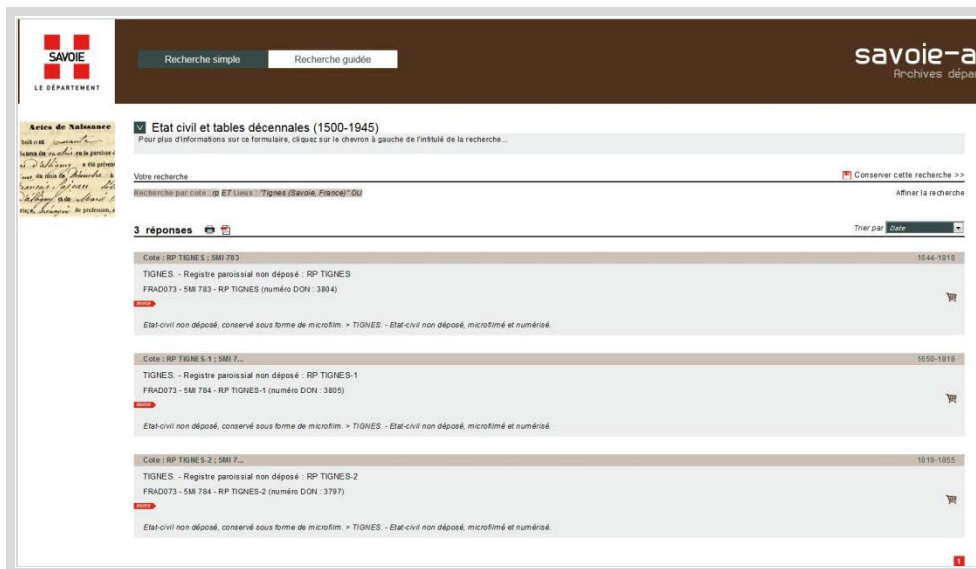 SAVOIE
LE DÉPARTEMENT
Recherche simple
Recherche guidée
savoie-a
Archives dépa
Actes de Naissance
Etat civil et tables décennales (1500-1945)
Pour plus d'informations sur ce formulaire, cliquez sur le chevron à gauche de l'intitulé de la recherche...
Votre recherche
Conserver cette recherche >>
Recherche par cote : rp ET Lieux : "Tignes (Savoie, France)" OU
Affiner la recherche
3 réponses
Trier par Date
Cote : RP TIGNES ; 5MI 783
1644-1818
TIGNES. - Registre paroissial non déposé : RP TIGNES
FRAD073 - 5MI 783 - RP TIGNES (numéro DON : 3804)
Etat-civil non déposé, conservé sous forme de microfilm. > TIGNES. - Etat-civil non déposé, microfilmé et numérisé.
Cote : RP TIGNES-1 ; 5MI 7...
1650-1818
TIGNES. - Registre paroissial non déposé : RP TIGNES-1
FRAD073 - 5MI 784 - RP TIGNES-1 (numéro DON : 3805)
Etat-civil non déposé, conservé sous forme de microfilm. > TIGNES. - Etat-civil non déposé, microfilmé et numérisé.
Cote : RP TIGNES-2 ; 5MI 7...
1819-1855
TIGNES. - Registre paroissial non déposé : RP TIGNES-2
FRAD073 - 5MI 784 - RP TIGNES-2 (numéro DON : 3797)
Etat-civil non déposé, conservé sous forme de microfilm. > TIGNES. - Etat-civil non déposé, microfilmé et numérisé.
1